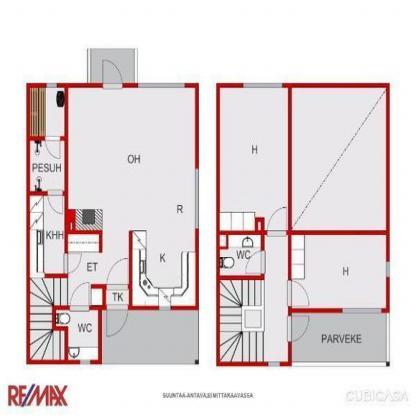 OH
H
PESUH
R
KHH
K
WC
ET
H
TK
WC
PARVEKE
SUUNTAA-ANTAVA,EI MITTAKAAVASSA
RE/MAX
CUBICASA